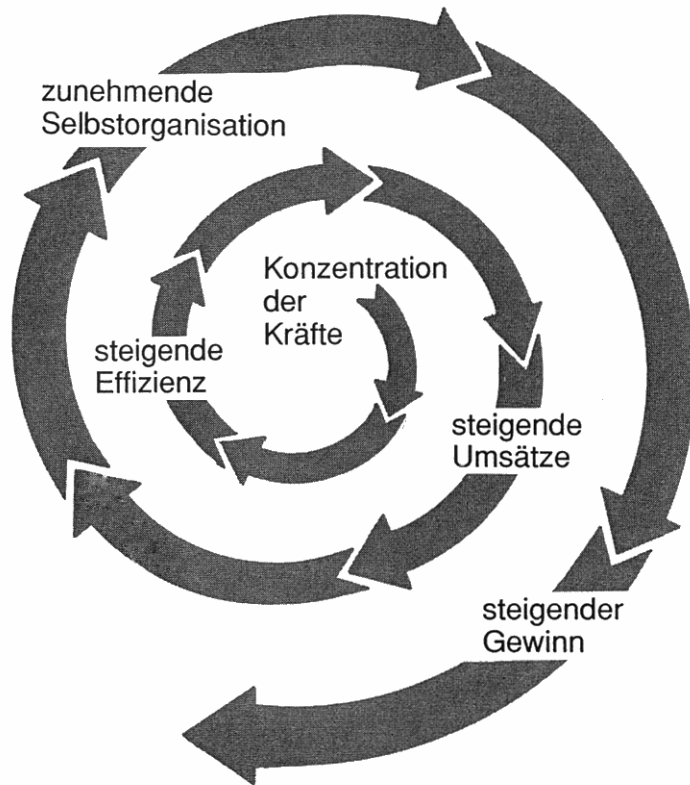 zunehmende
Selbstorganisation
Konzentration
der
Kräfte
steigende
Effizienz
steigende
Umsätze
steigender
Gewinn